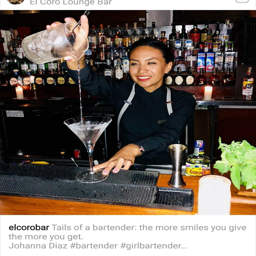 El Coro Lounge Bar
elcorobar Tails of a bartender: the more smiles you give
the more you get.
Johanna Diaz #bartender #girlbartender...